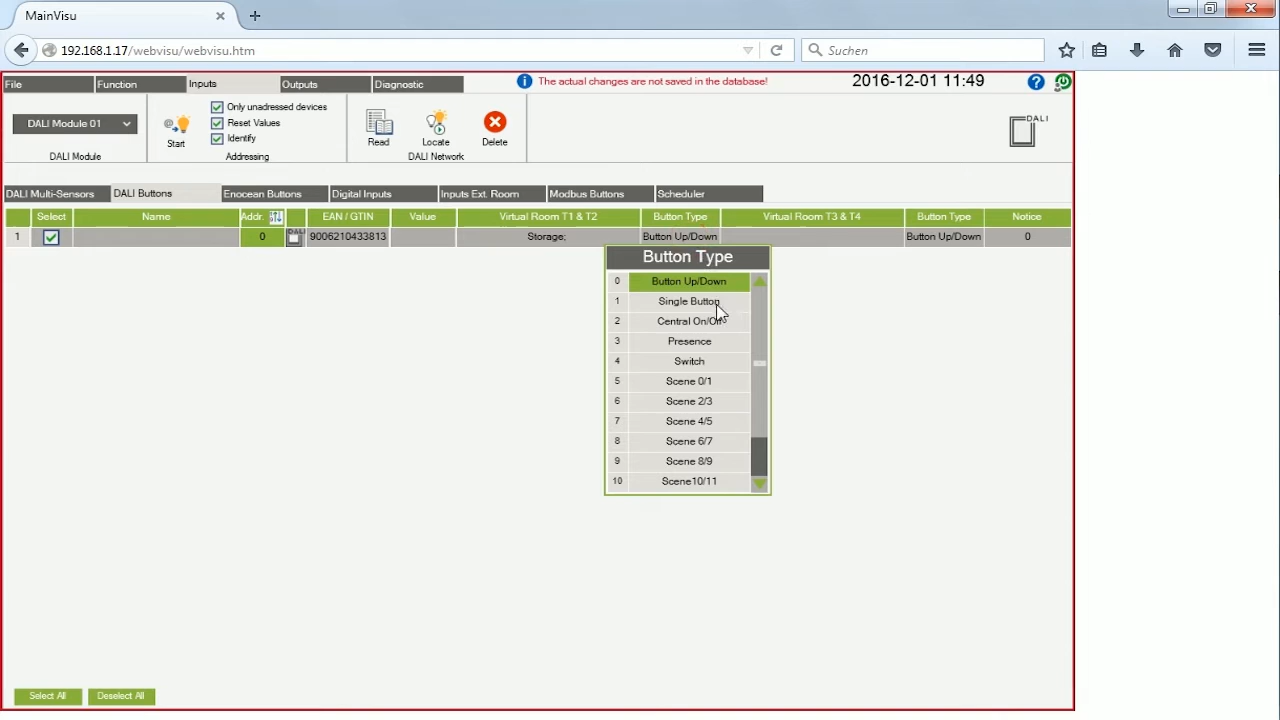 MainVisu
192.168.1.17/webvisu/webvisu.htm
Suchen
File Function Inputs Outputs Diagnostic
The actual changes are not saved in the database!
2016-12-01 11:49
DALI Module 01
DALI Module
Start
Only unadressed devices
Reset Values
Identify
Addressing
Read Locate Delete
DALI Network
DALI
DALI Multi-Sensors DALI Buttons Enocean Buttons Digital Inputs Inputs Ext. Room Modbus Buttons Scheduler
Select Name Addr. EAN / GTIN Value Virtual Room T1 & T2 Button Type Virtual Room T3 & T4 Button Type Notice
1 0 DALI 9006210433813 Storage; Button Up/Down Button Up/Down 0
Button Type
0 Button Up/Down
1 Single Button
2 Central On/Off
3 Presence
4 Switch
5 Scene 0/1
6 Scene 2/3
7 Scene 4/5
8 Scene 6/7
9 Scene 8/9
10 Scene10/11
Select All Deselect All